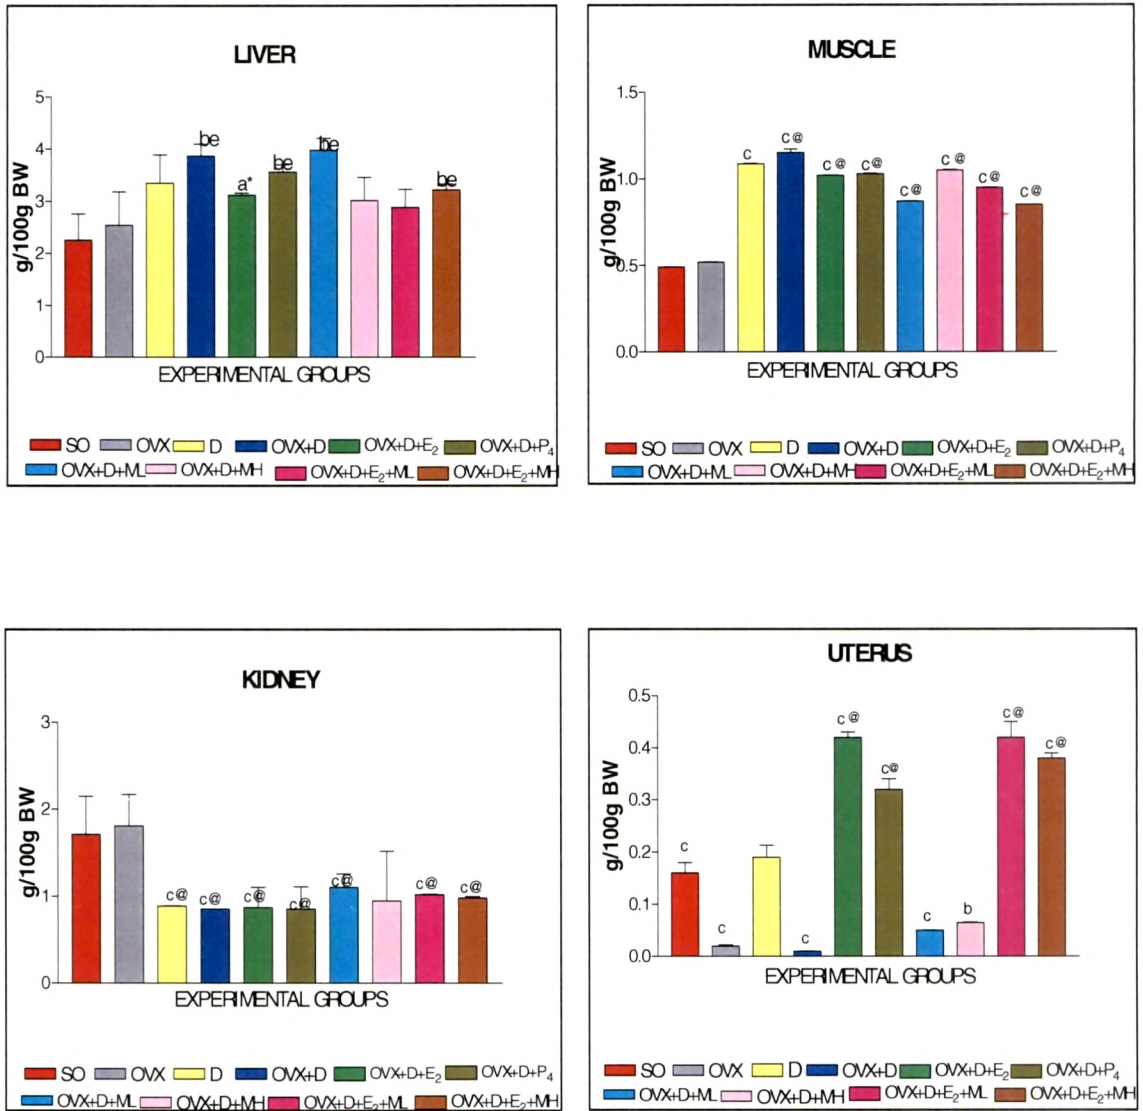 LIVER
5
4
3
2
1
0
g/100g BW
be
a*
be
be
be
EXPERIMENTAL GROUPS
SO OVX D OVX+D OVX+D+E₂ OVX+D+P₄
OVX+D+ML OVX+D+MH OVX+D+E₂+ML OVX+D+E₂+MH
MUSCLE
1.5
1.0
0.5
0.0
g/100g BW
c
c@
c@
c@
c@
c@
c@
c@
EXPERIMENTAL GROUPS
SO OVX D OVX+D OVX+D+E₂ OVX+D+P₄
OVX+D+ML OVX+D+MH OVX+D+E₂+ML OVX+D+E₂+MH
KIDNEY
3
2
1
0
g/100g BW
c@
c@
c@
c@
c@
c@
c@
EXPERIMENTAL GROUPS
SO OVX D OVX+D OVX+D+E₂ OVX+D+P₄
OVX+D+ML OVX+D+MH OVX+D+E₂+ML OVX+D+E₂+MH
UTERUS
0.5
0.4
0.3
0.2
0.1
0.0
g/100g BW
c
c
c
c@
c@
c
b
c@
c@
EXPERIMENTAL GROUPS
SO OVX D OVX+D OVX+D+E₂ OVX+D+P₄
OVX+D+ML OVX+D+MH OVX+D+E₂+ML OVX+D+E₂+MH